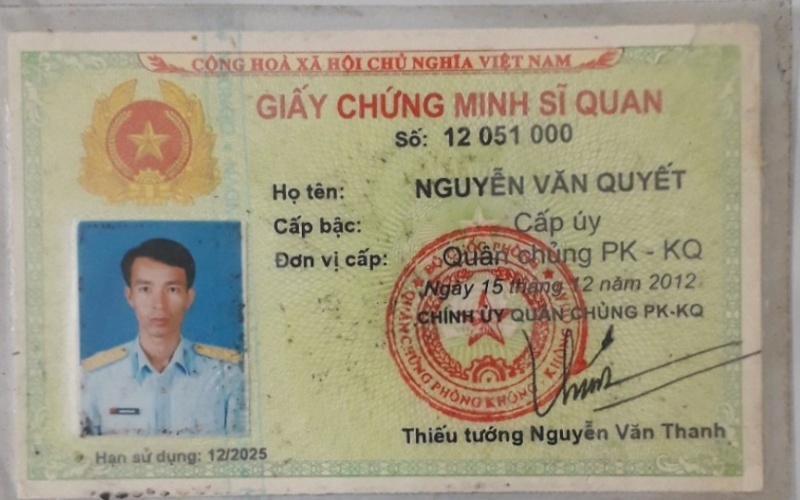 CỘNG HOÀ XÃ HỘI CHỦ NGHĨA VIỆT NAM
GIẤY CHỨNG MINH SĨ QUAN
Số: 12 051 000
Họ tên: NGUYỄN VĂN QUYẾT
Cấp bậc: Cấp úy
Đơn vị cấp: Quân chủng PK - KQ
Ngày 15 tháng 12 năm 2012
CHÍNH ỦY QUÂN CHỦNG PK-KQ
BỘ QUỐC PHÒNG
QUÂN CHỦNG PHÒNG KHÔNG
Thiếu tướng Nguyễn Văn Thanh
Hạn sử dụng: 12/2025